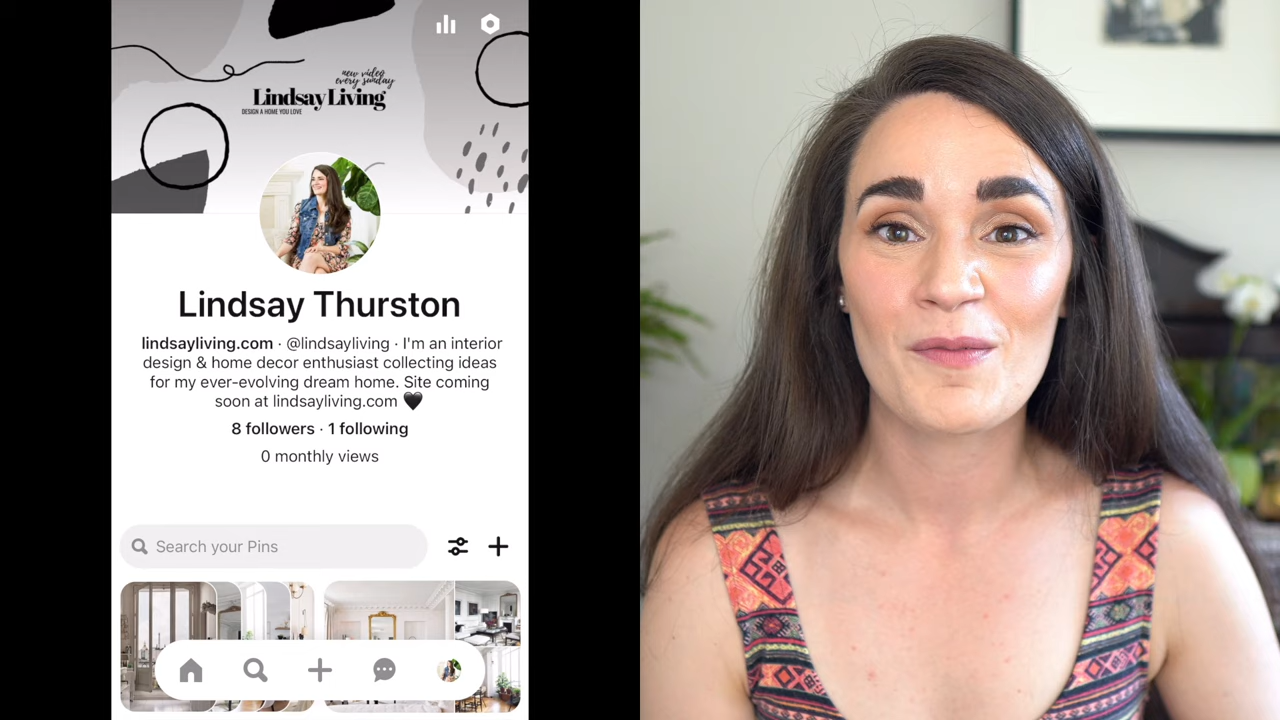 new video
every sunday
Lindsay Living
DESIGN A HOME YOU LOVE
Lindsay Thurston
lindsayliving.com · @lindsayliving · I'm an interior
design & home decor enthusiast collecting ideas
for my ever-evolving dream home. Site coming
soon at lindsayliving.com 🖤
8 followers · 1 following
0 monthly views
Search your Pins